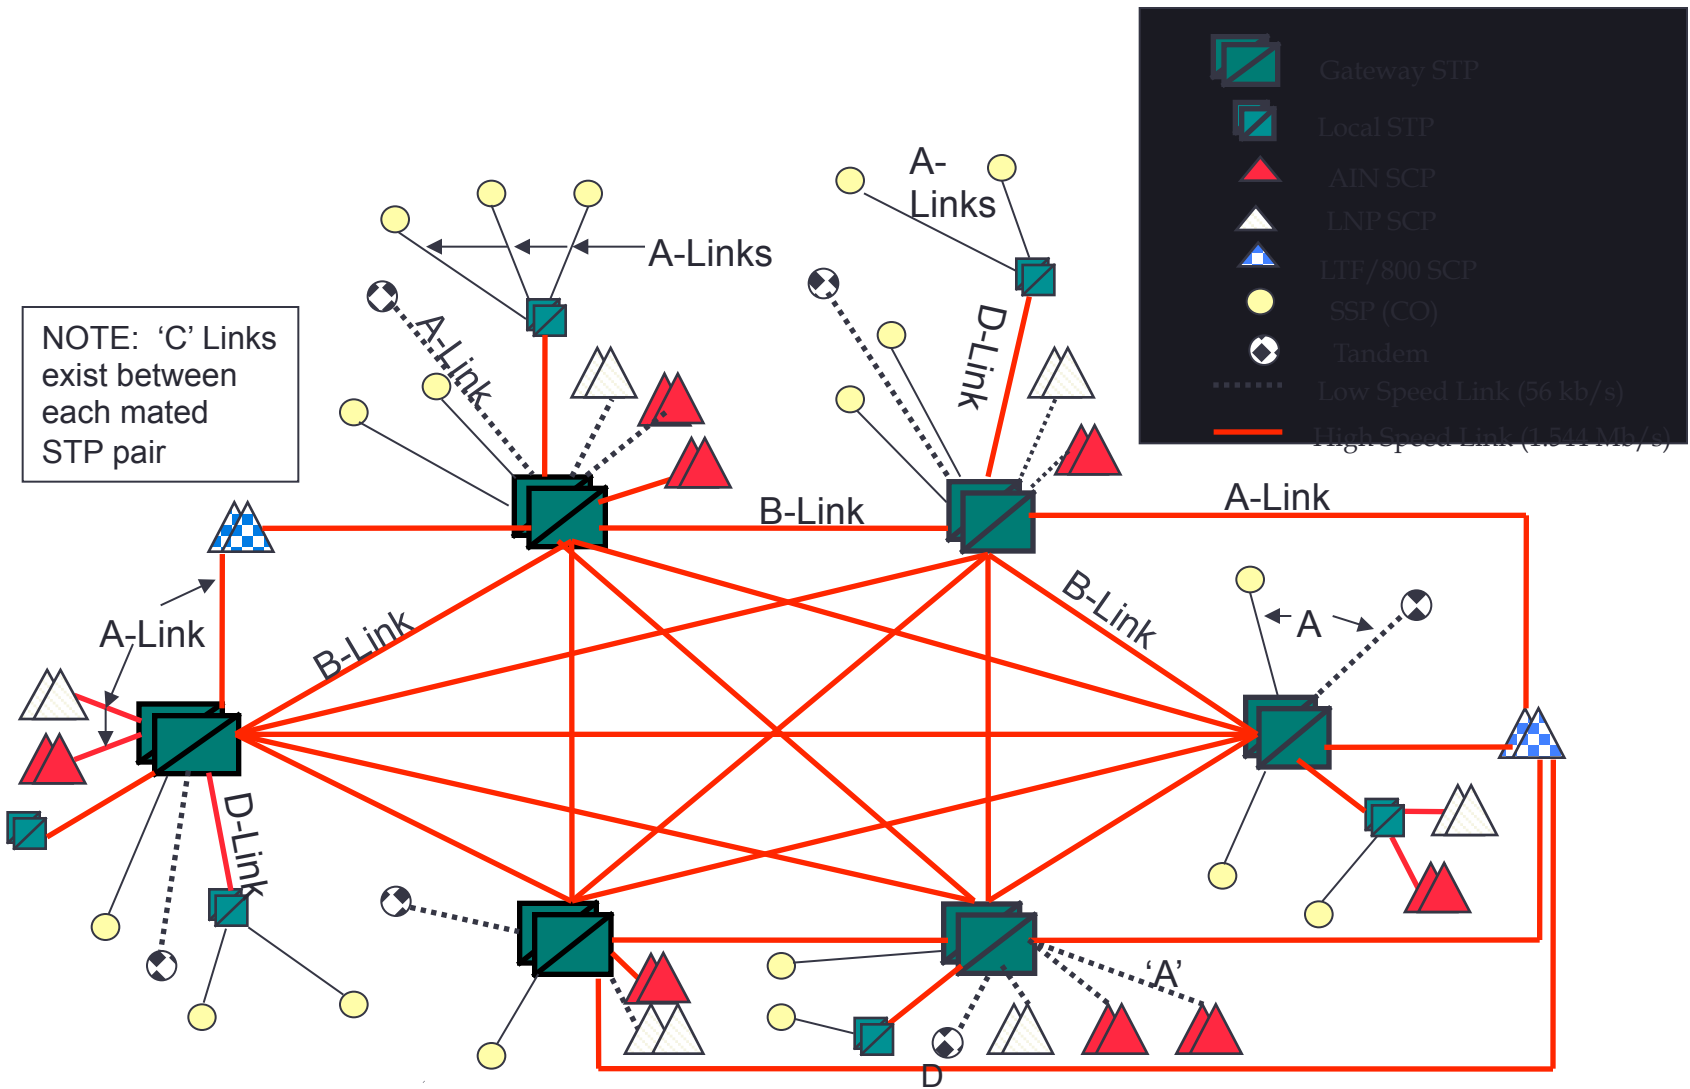 Gateway STP
Local STP
AIN SCP
LNP SCP
LTF/800 SCP
SSP (CO)
Tandem
Low Speed Link (56 kb/s)
High Speed Link (1.544 Mb/s)
A-
Links
A-Links
A-Link
D-Link
NOTE: ‘C’ Links
exist between
each mated
STP pair
B-Link
A-Link
B-Link
A
A-Link
B-Link
D-Link
‘A’
D